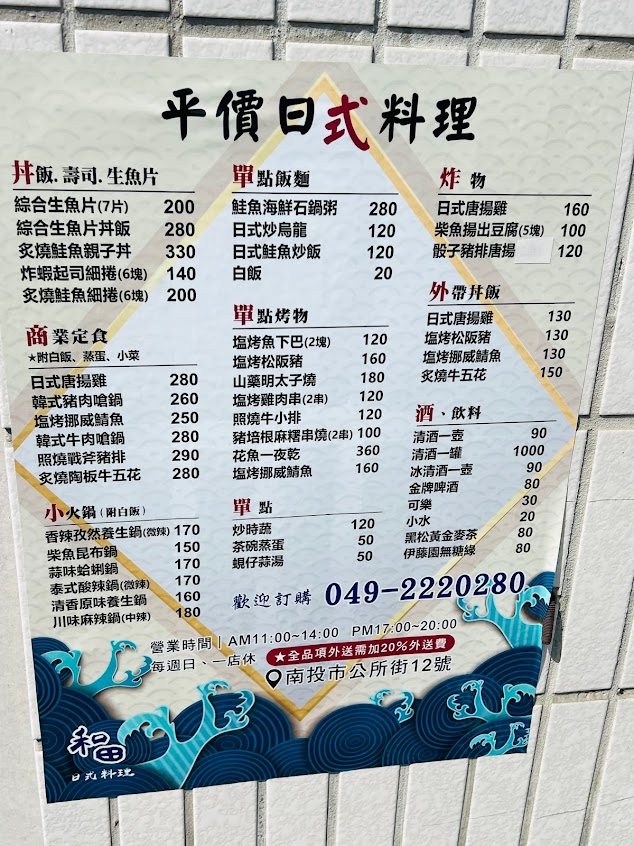 平價日式料理
丼飯.壽司.生魚片
綜合生魚片(7片) 200
綜合生魚片丼飯 280
炙燒鮭魚親子丼 330
炸蝦起司細捲(6塊) 140
炙燒鮭魚細捲(6塊) 200
商業定食
★附白飯、蒸蛋、小菜
日式唐揚雞 280
韓式豬肉嗆鍋 260
塩烤挪威鯖魚 250
韓式牛肉嗆鍋 280
照燒戰斧豬排 290
炙燒陶板牛五花 280
小火鍋(附白飯)
香辣孜然養生鍋(微辣) 170
柴魚昆布鍋 150
蒜味蛤蜊鍋 170
泰式酸辣鍋(微辣) 170
清香原味養生鍋 160
川味麻辣鍋(中辣) 180
單點飯麵
鮭魚海鮮石鍋粥 280
日式炒烏龍 120
日式鮭魚炒飯 120
白飯 20
單點烤物
塩烤魚下巴(2塊) 120
塩烤松阪豬 160
山藥明太子燒 180
塩烤雞肉串(2串) 120
照燒牛小排 120
豬培根麻糬串燒(2串) 100
花魚一夜乾 360
塩烤挪威鯖魚 160
單點
炒時蔬 120
茶碗蒸蛋 50
蜆仔蒜湯 50
炸物
日式唐揚雞 160
柴魚揚出豆腐(5塊) 100
骰子豬排唐揚 120
外帶丼飯
日式唐揚雞 130
塩烤松阪豬 130
塩烤挪威鯖魚 130
炙燒牛五花 150
酒、飲料
清酒一壺 90
清酒一罐 1000
冰清酒一壺 90
金牌啤酒 80
可樂 30
小水 20
黑松黃金麥茶 80
伊藤園無糖綠 80
歡迎訂購 049-2220280
營業時間|AM11:00~14:00 PM17:00~20:00
每週日、一店休 ★全品項外送需加20%外送費
南投市公所街12號
和田
日式料理